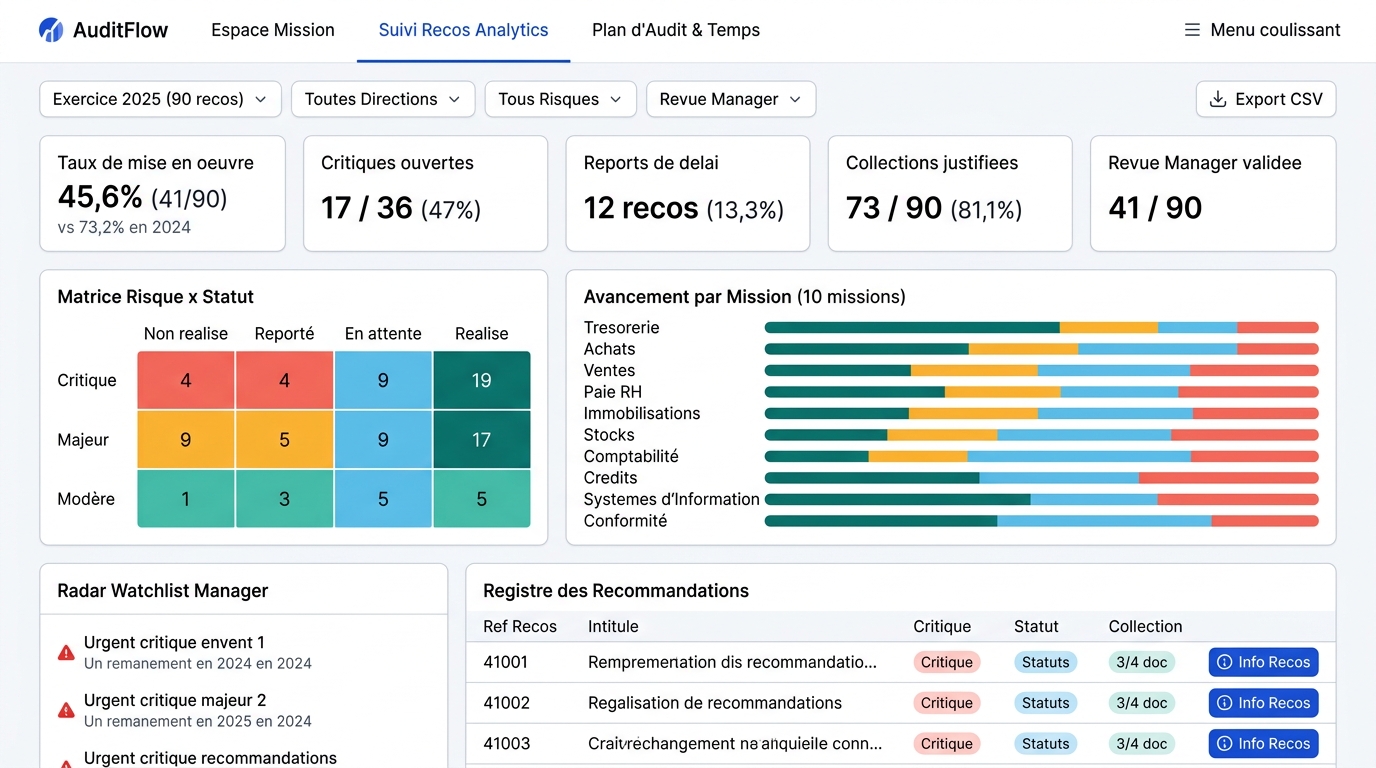 AuditFlow
Espace Mission
Suivi Recos Analytics
Plan d'Audit & Temps
Menu coulissant
Exercice 2025 (90 recos)
Toutes Directions
Tous Risques
Revue Manager
Export CSV
Taux de mise en oeuvre
45,6% (41/90)
vs 73,2% en 2024
Critiques ouvertes
17 / 36 (47%)
Reports de delai
12 recos (13,3%)
Collections justifiees
73 / 90 (81,1%)
Revue Manager validee
41 / 90
Matrice Risque x Statut
Non realise Reporté En attente Realise
Critique 4 4 9 19
Majeur 9 5 9 17
Modère 1 3 5 5
Avancement par Mission (10 missions)
Tresorerie
Achats
Ventes
Paie RH
Immobilisations
Stocks
Comptabilité
Credits
Systemes d'Information
Conformité
Radar Watchlist Manager
Urgent critique envent 1
Un remanement en 2024 en 2024
Urgent critique majeur 2
Un remanement en 2025 en 2024
Urgent critique recommandations
Registre des Recommandations
Ref Recos Intitule Critique Statut Collection
41001 Rempremenation dis recommandatio... Critique Statuts 3/4 doc Info Recos
41002 Regalisation de recommandations Critique Statuts 3/4 doc Info Recos
41003 conn... Critique Statuts 3/4 doc Info Recos